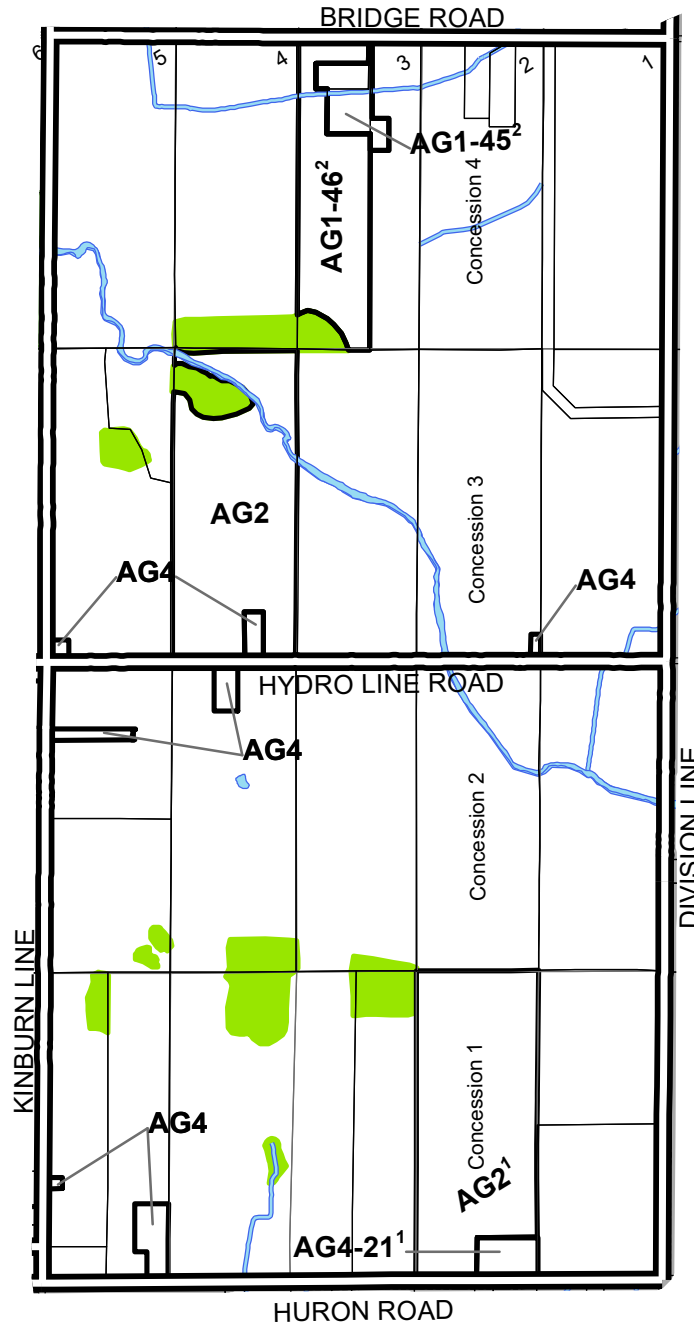 BRIDGE ROAD
6
5
4
3
2
1
AG1-45²
AG1-46²
Concession 4
AG2
Concession 3
AG4
AG4
HYDRO LINE ROAD
AG4
Concession 2
DIVISION LINE
KINBURN LINE
Concession 1
AG4
AG2¹
AG4-21¹
HURON ROAD